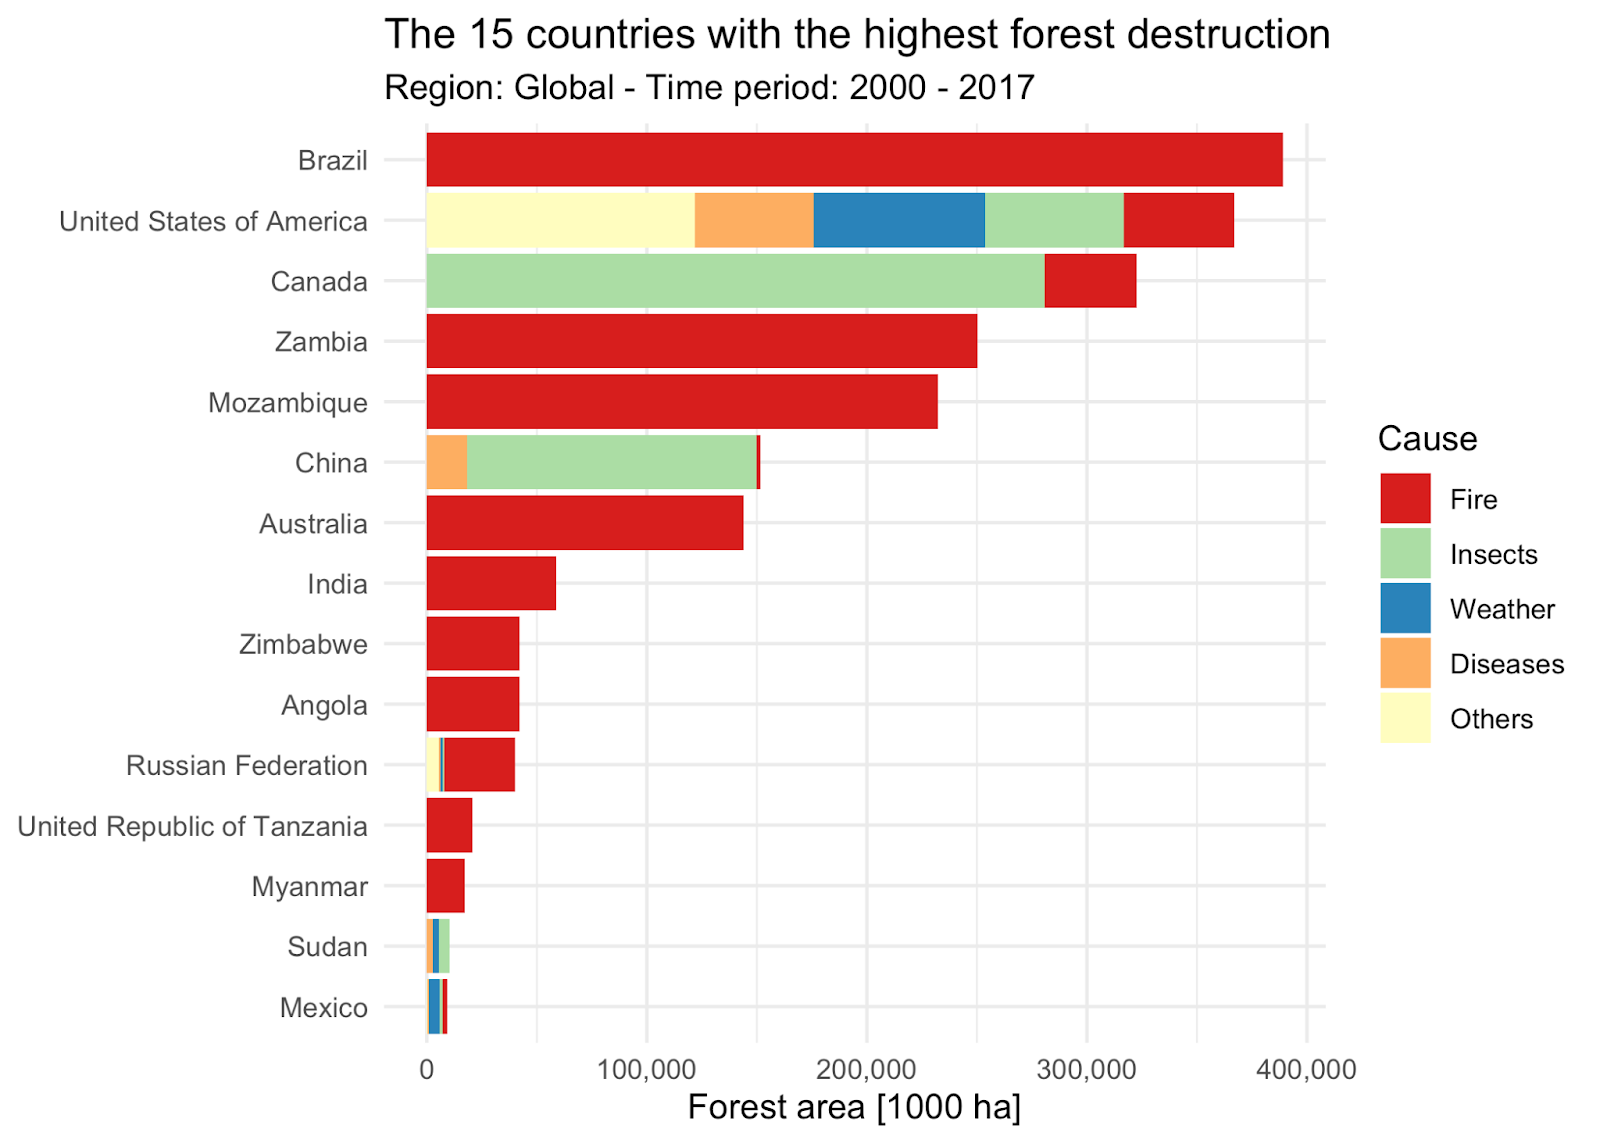 The 15 countries with the highest forest destruction
Region: Global - Time period: 2000 - 2017
Brazil
United States of America
Canada
Zambia
Mozambique
China
Australia
India
Zimbabwe
Angola
Russian Federation
United Republic of Tanzania
Myanmar
Sudan
Mexico
0 100,000 200,000 300,000 400,000
Forest area [1000 ha]
Cause
Fire
Insects
Weather
Diseases
Others